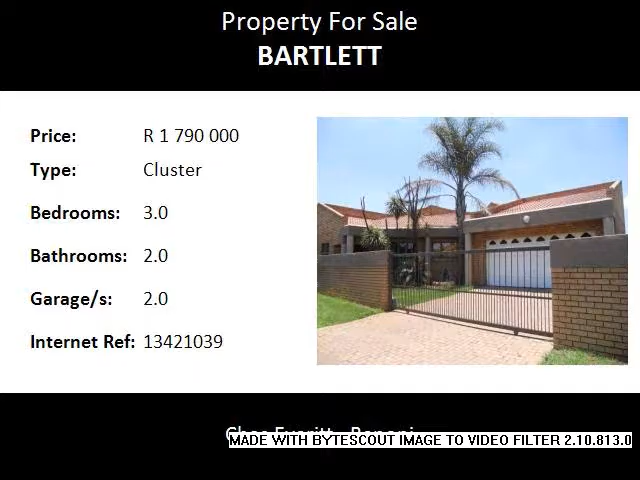 Property For Sale
BARTLETT
Price: R 1 790 000
Type: Cluster
Bedrooms: 3.0
Bathrooms: 2.0
Garage/s: 2.0
Internet Ref: 13421039
MADE WITH BYTESCOUT IMAGE TO VIDEO FILTER 2.10.813.0